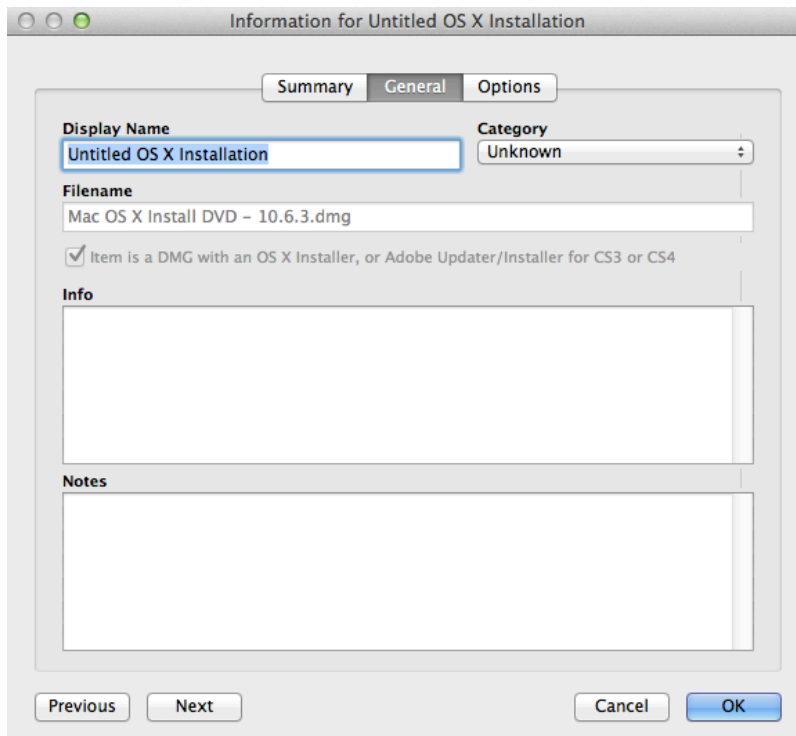 Information for Untitled OS X Installation
Summary General Options
Display Name Category
Untitled OS X Installation Unknown
Filename
Mac OS X Install DVD – 10.6.3.dmg
Item is a DMG with an OS X Installer, or Adobe Updater/Installer for CS3 or CS4
Info
Notes
Previous Next Cancel OK